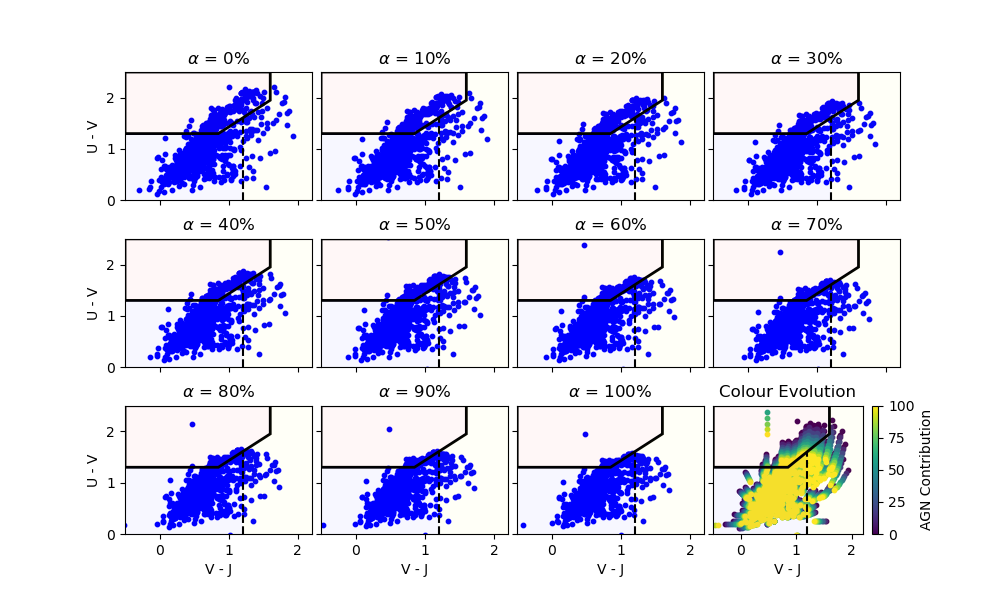 α = 0%
α = 10%
α = 20%
α = 30%
2
1
0
U - V
α = 40%
α = 50%
α = 60%
α = 70%
2
1
0
U - V
α = 80%
α = 90%
α = 100%
Colour Evolution
2
1
0
U - V
100
75
50
25
0
AGN Contribution
0 1 2
0 1 2
0 1 2
0 1 2
V - J
V - J
V - J
V - J